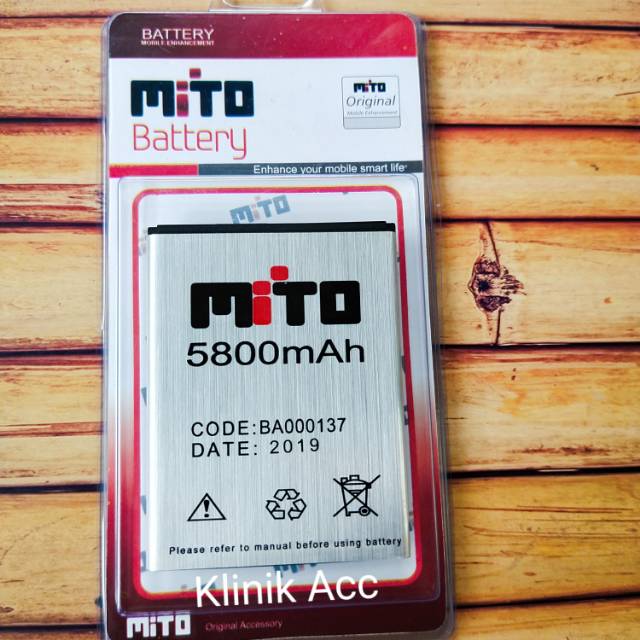 BATTERY
MOBILE ENHANCEMENT
MiTO
Battery
MiTO
Original
Mobile Enhancement
Enhance your mobile smart life
MiTO
MiTO
5800mAh
CODE:BA000137
DATE: 2019
Please refer to manual before using battery
Klinik Acc
MiTO Original Accessory